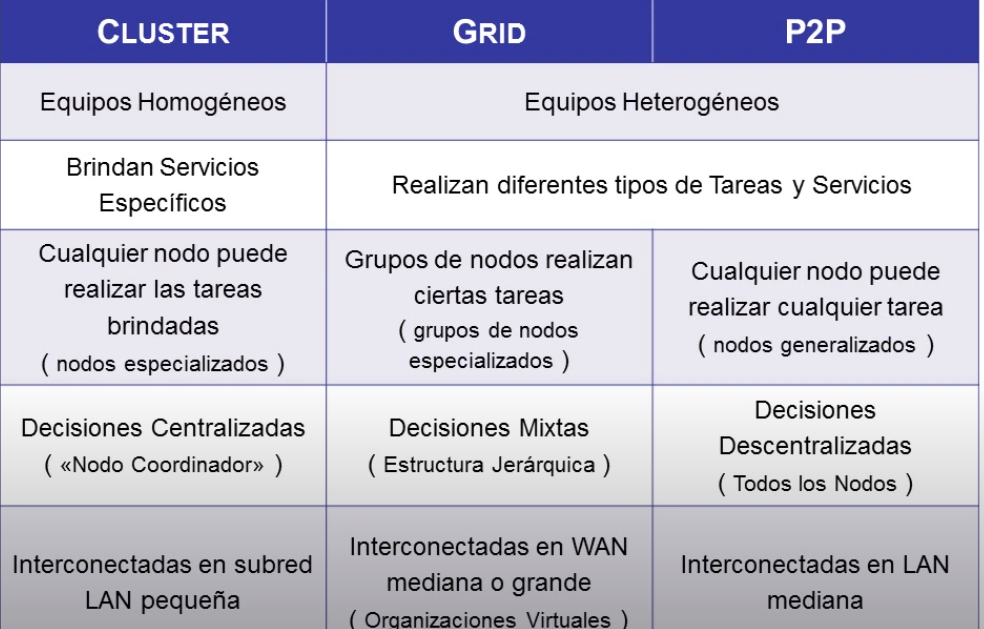 CLUSTER GRID P2P
Equipos Homogéneos
Equipos Heterogéneos
Brindan Servicios
Específicos
Realizan diferentes tipos de Tareas y Servicios
Cualquier nodo puede
realizar las tareas
brindadas
( nodos especializados )
Grupos de nodos realizan
ciertas tareas
( grupos de nodos
especializados )
Cualquier nodo puede
realizar cualquier tarea
( nodos generalizados )
Decisiones Centralizadas
( «Nodo Coordinador» )
Decisiones Mixtas
( Estructura Jerárquica )
Decisiones
Descentralizadas
( Todos los Nodos )
Interconectadas en subred
LAN pequeña
Interconectadas en WAN
mediana o grande
( Organizaciones Virtuales )
Interconectadas en LAN
mediana